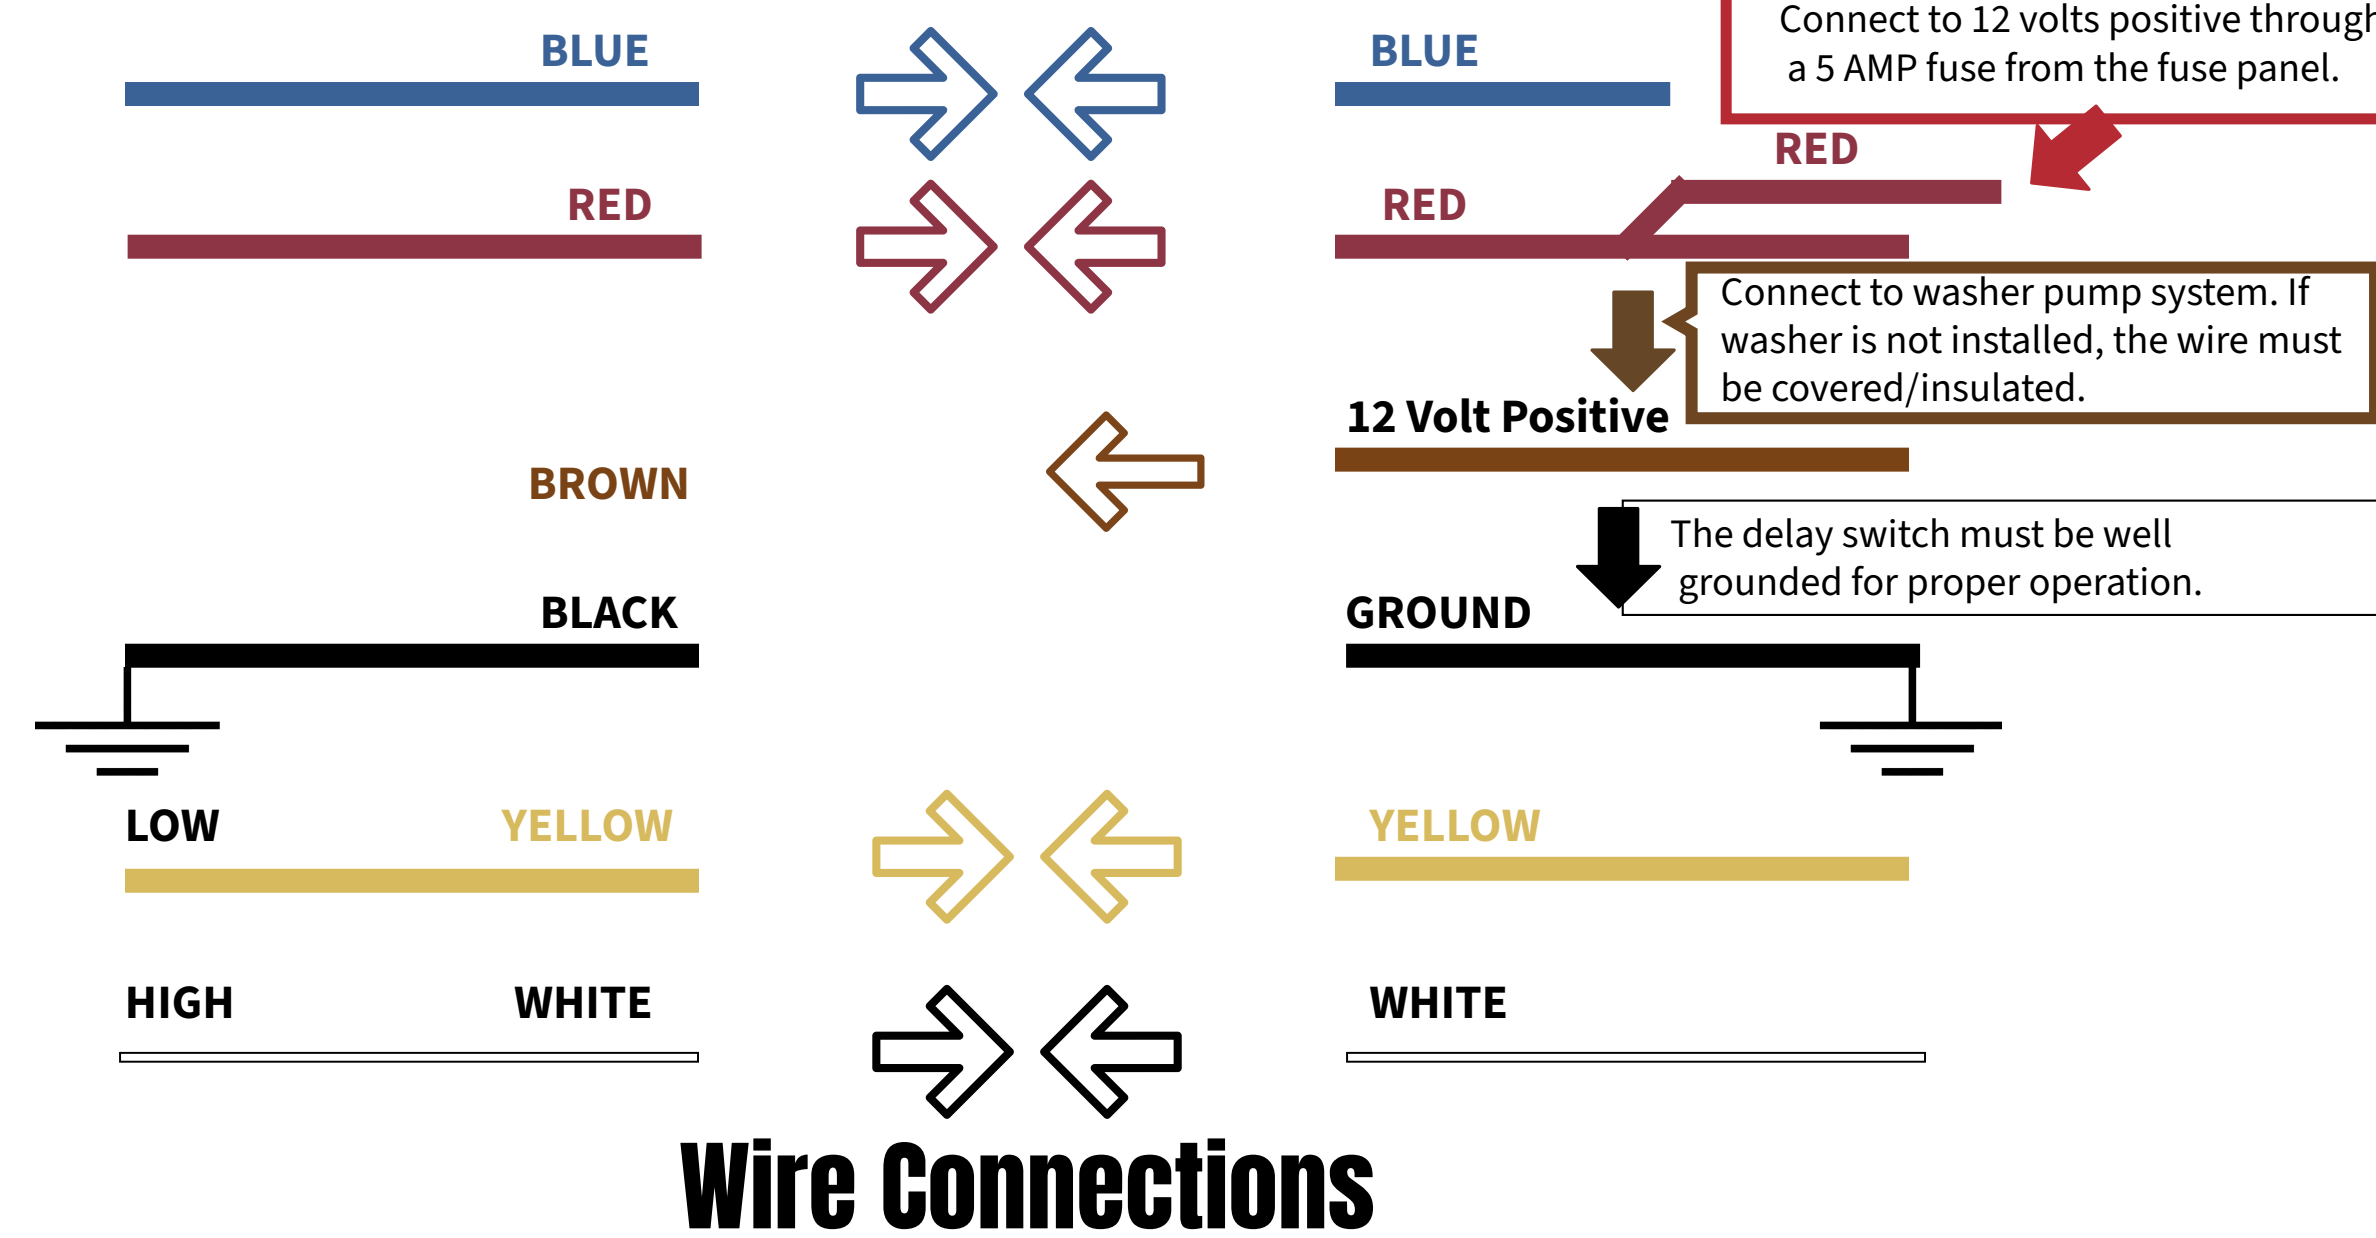 Connect to 12 volts positive through
a 5 AMP fuse from the fuse panel.
BLUE
BLUE
RED
RED
RED
Connect to washer pump system. If
washer is not installed, the wire must
be covered/insulated.
12 Volt Positive
BROWN
The delay switch must be well
grounded for proper operation.
BLACK
GROUND
LOW
YELLOW
YELLOW
HIGH
WHITE
WHITE
Wire Connections